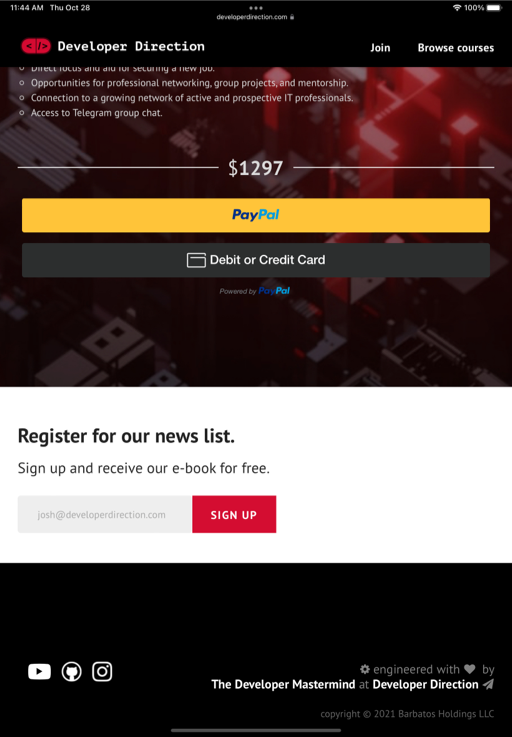 11:44 AM Thu Oct 28
100%
developerdirection.com
</> Developer Direction
Join
Browse courses
Direct focus and aid for securing a new job.
Opportunities for professional networking, group projects, and mentorship.
Connection to a growing network of active and prospective IT professionals.
Access to Telegram group chat.
$1297
PayPal
Debit or Credit Card
Powered by PayPal
Register for our news list.
Sign up and receive our e-book for free.
josh@developerdirection.com
SIGN UP
engineered with by
The Developer Mastermind at Developer Direction
copyright © 2021 Barbatos Holdings LLC